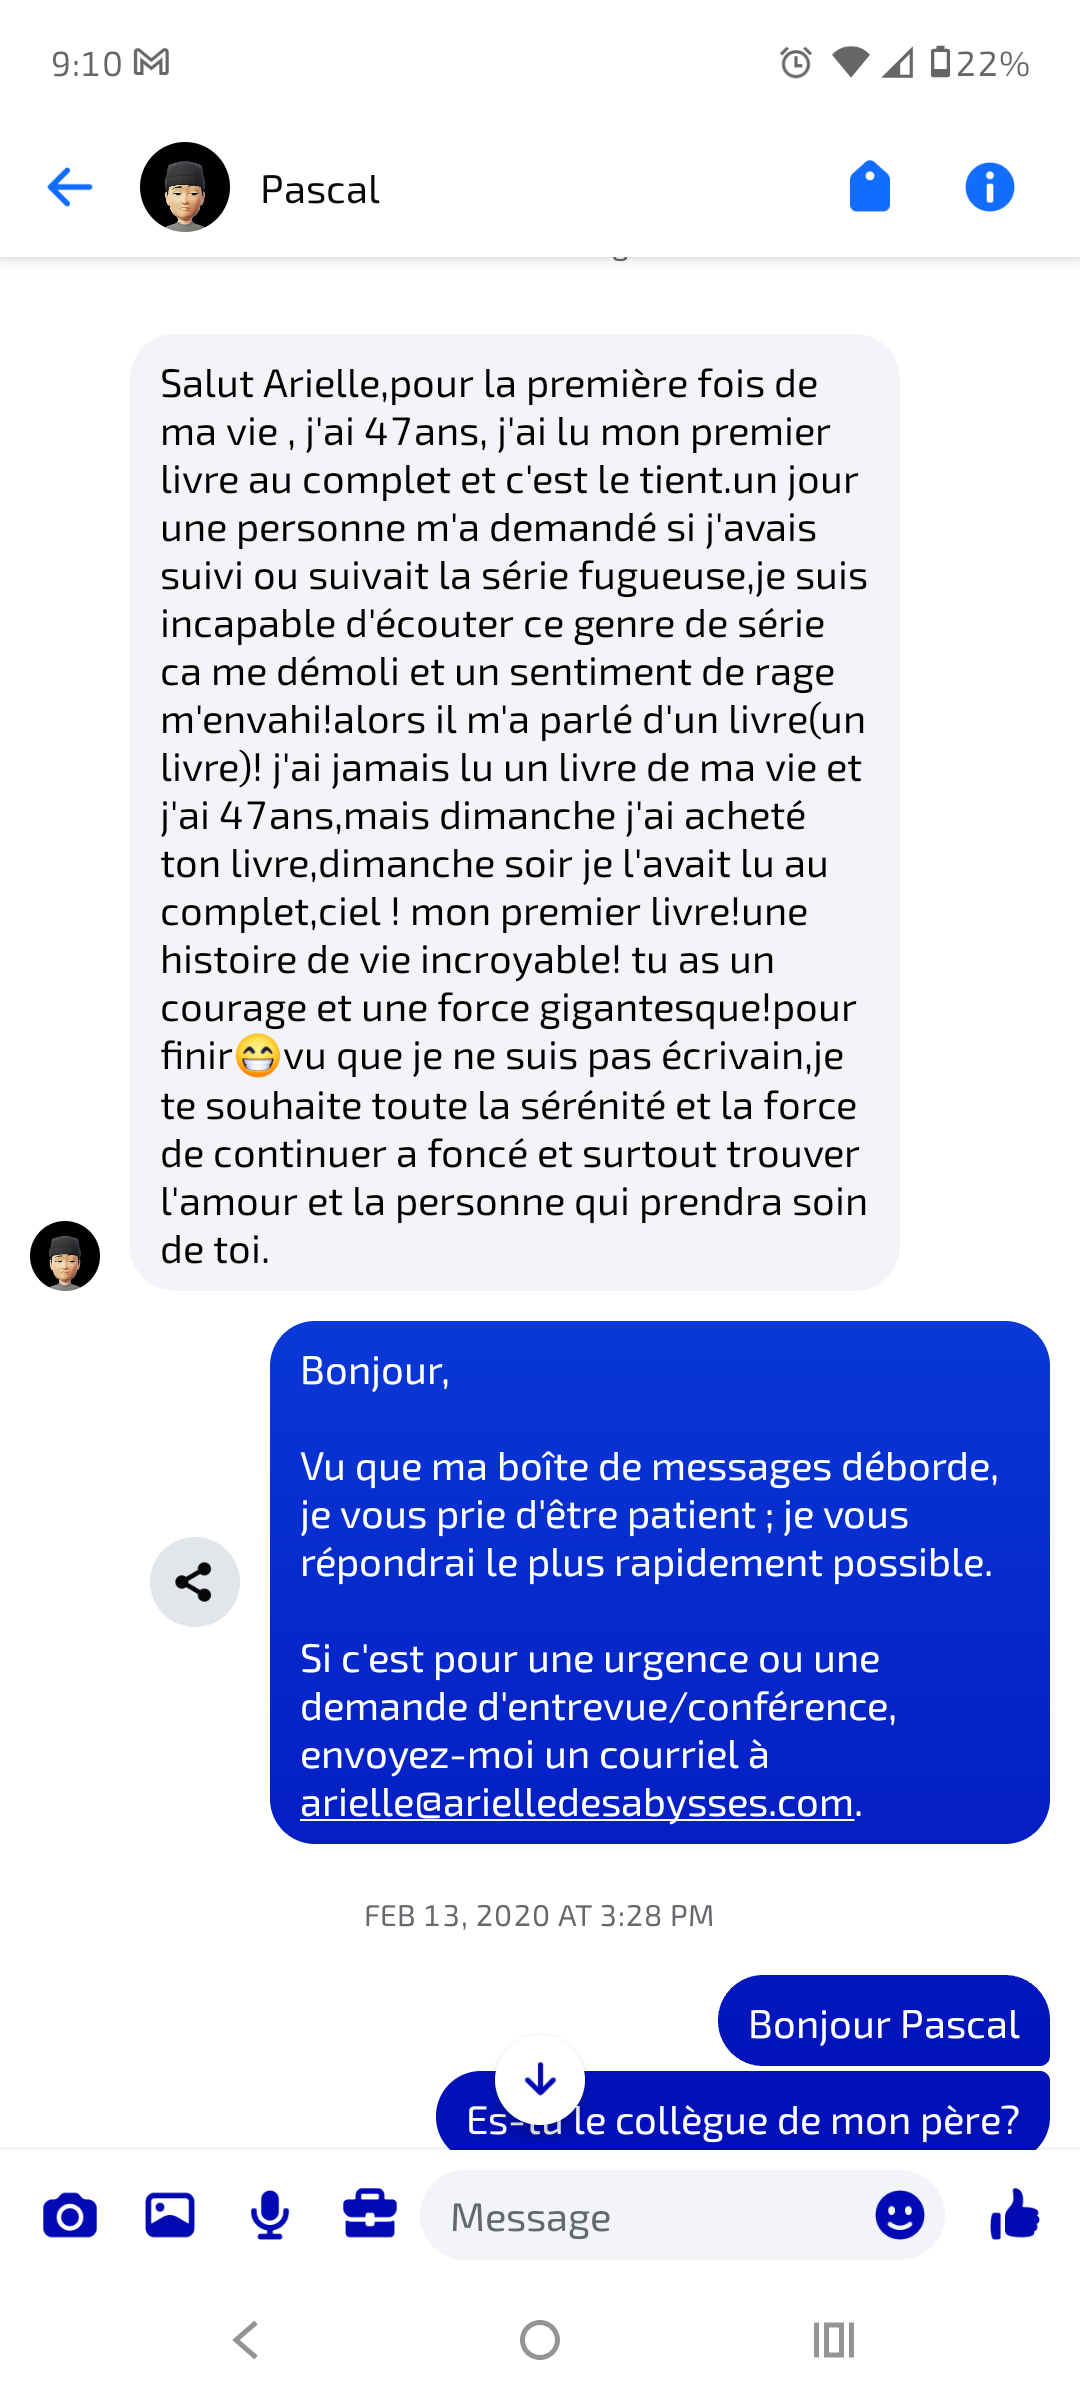 9:10
22%
Pascal
Salut Arielle,pour la première fois de
ma vie , j'ai 47ans, j'ai lu mon premier
livre au complet et c'est le tient.un jour
une personne m'a demandé si j'avais
suivi ou suivait la série fugueuse,je suis
incapable d'écouter ce genre de série
ca me démoli et un sentiment de rage
m'envahi!alors il m'a parlé d'un livre(un
livre)! j'ai jamais lu un livre de ma vie et
j'ai 47ans,mais dimanche j'ai acheté
ton livre,dimanche soir je l'avait lu au
complet,ciel ! mon premier livre!une
histoire de vie incroyable! tu as un
courage et une force gigantesque!pour
finir😁vu que je ne suis pas écrivain,je
te souhaite toute la sérénité et la force
de continuer a foncé et surtout trouver
l'amour et la personne qui prendra soin
de toi.
Bonjour,
Vu que ma boîte de messages déborde,
je vous prie d'être patient ; je vous
répondrai le plus rapidement possible.
Si c'est pour une urgence ou une
demande d'entrevue/conférence,
envoyez-moi un courriel à
arielle@arielledesabysses.com.
FEB 13, 2020 AT 3:28 PM
Bonjour Pascal
Es-tu le collègue de mon père?
Message